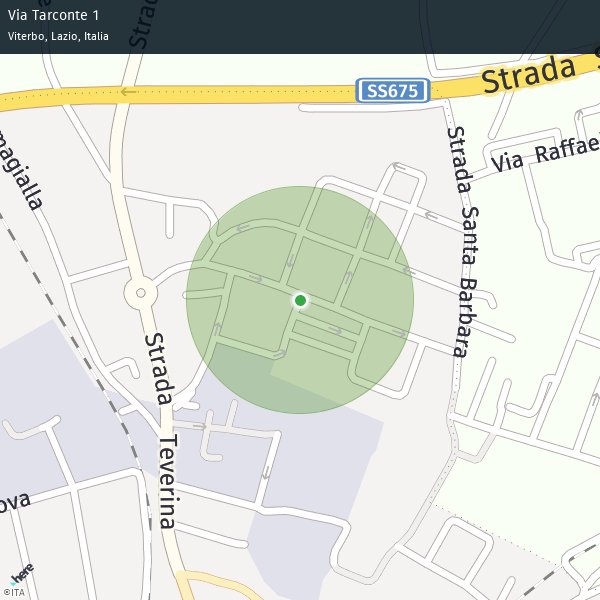 Via Tarconte 1
Viterbo, Lazio, Italia
Strada
SS675
Strada S
Via Raffae
Strada Santa Barbara
magialla
Strada Teverina
ova
here
©ITA